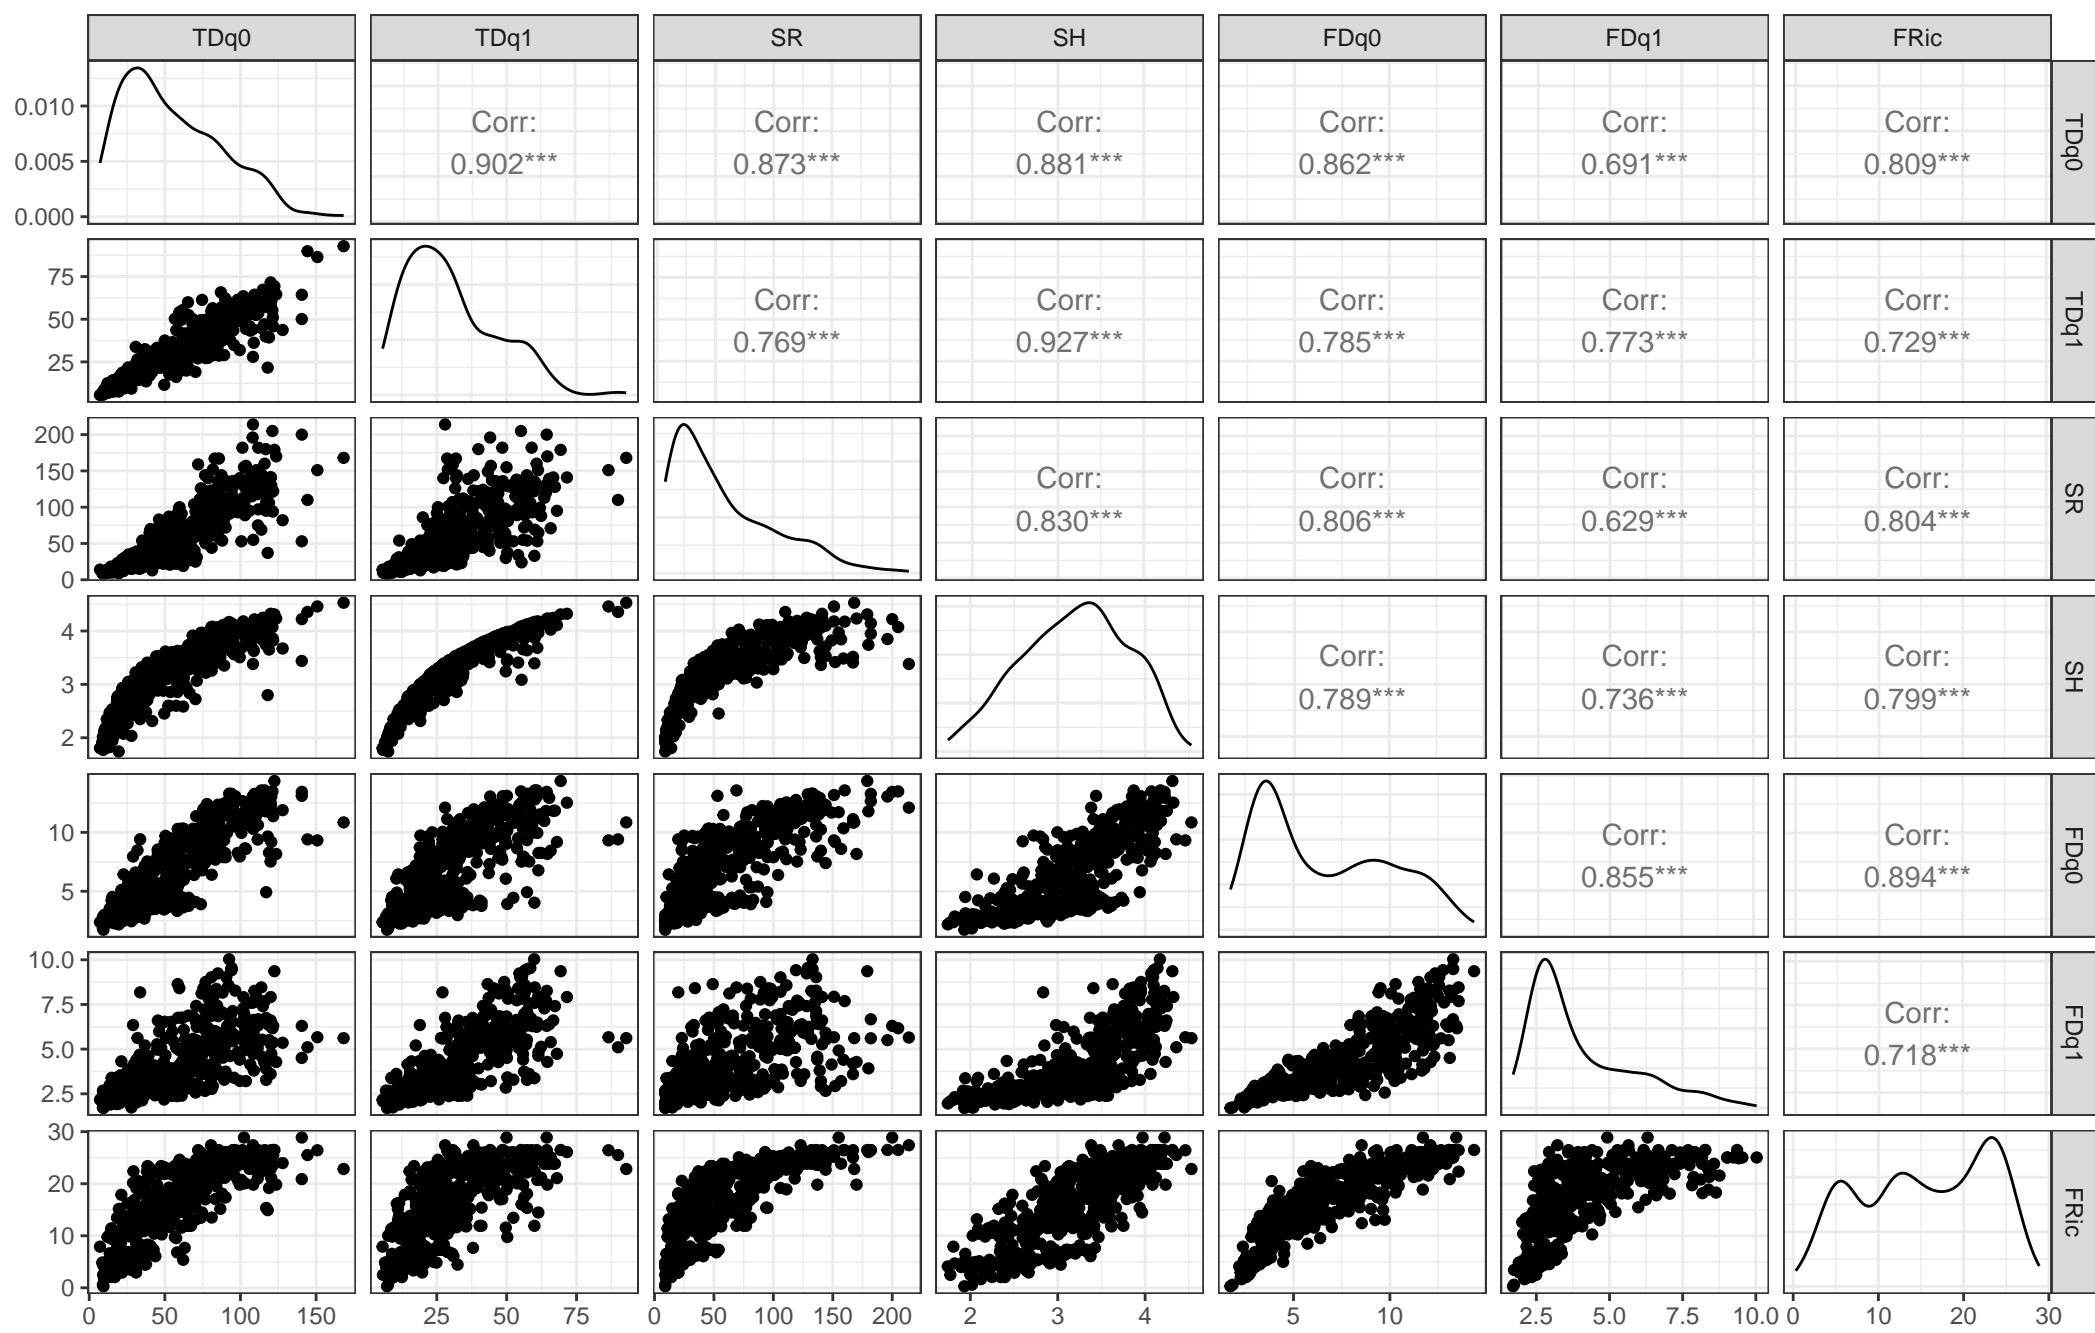 TDq0 TDq1 SR SH FDq0 FDq1 FRic
0.010
0.005
0.000
Corr: Corr: Corr: Corr: Corr: Corr:
0.902*** 0.873*** 0.881*** 0.862*** 0.691*** 0.809***
TDq0
75
50
25
Corr: Corr: Corr: Corr: Corr:
0.769*** 0.927*** 0.785*** 0.773*** 0.729***
TDq1
200
150
100
50
0
Corr: Corr: Corr: Corr:
0.830*** 0.806*** 0.629*** 0.804***
SR
4
3
2
Corr: Corr: Corr:
0.789*** 0.736*** 0.799***
SH
10
5
Corr: Corr:
0.855*** 0.894***
FDq0
10.0
7.5
5.0
2.5
Corr:
0.718***
FDq1
30
20
10
0
FRic
0 50 100 150 25 50 75 0 50 100 150 200 2 3 4 5 10 2.5 5.0 7.5 10.0 0 10 20 30